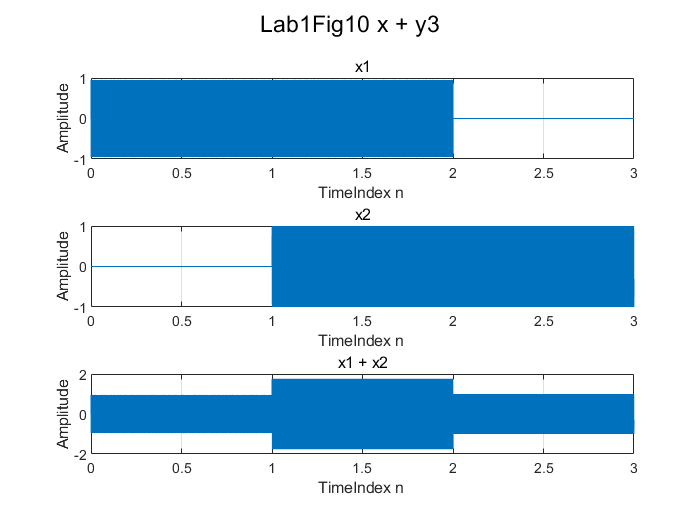 Lab1Fig10 x + y3
x1
Amplitude
1
0
-1
0 0.5 1 1.5 2 2.5 3
TimeIndex n
x2
Amplitude
1
0
-1
0 0.5 1 1.5 2 2.5 3
TimeIndex n
x1 + x2
Amplitude
2
0
-2
0 0.5 1 1.5 2 2.5 3
TimeIndex n